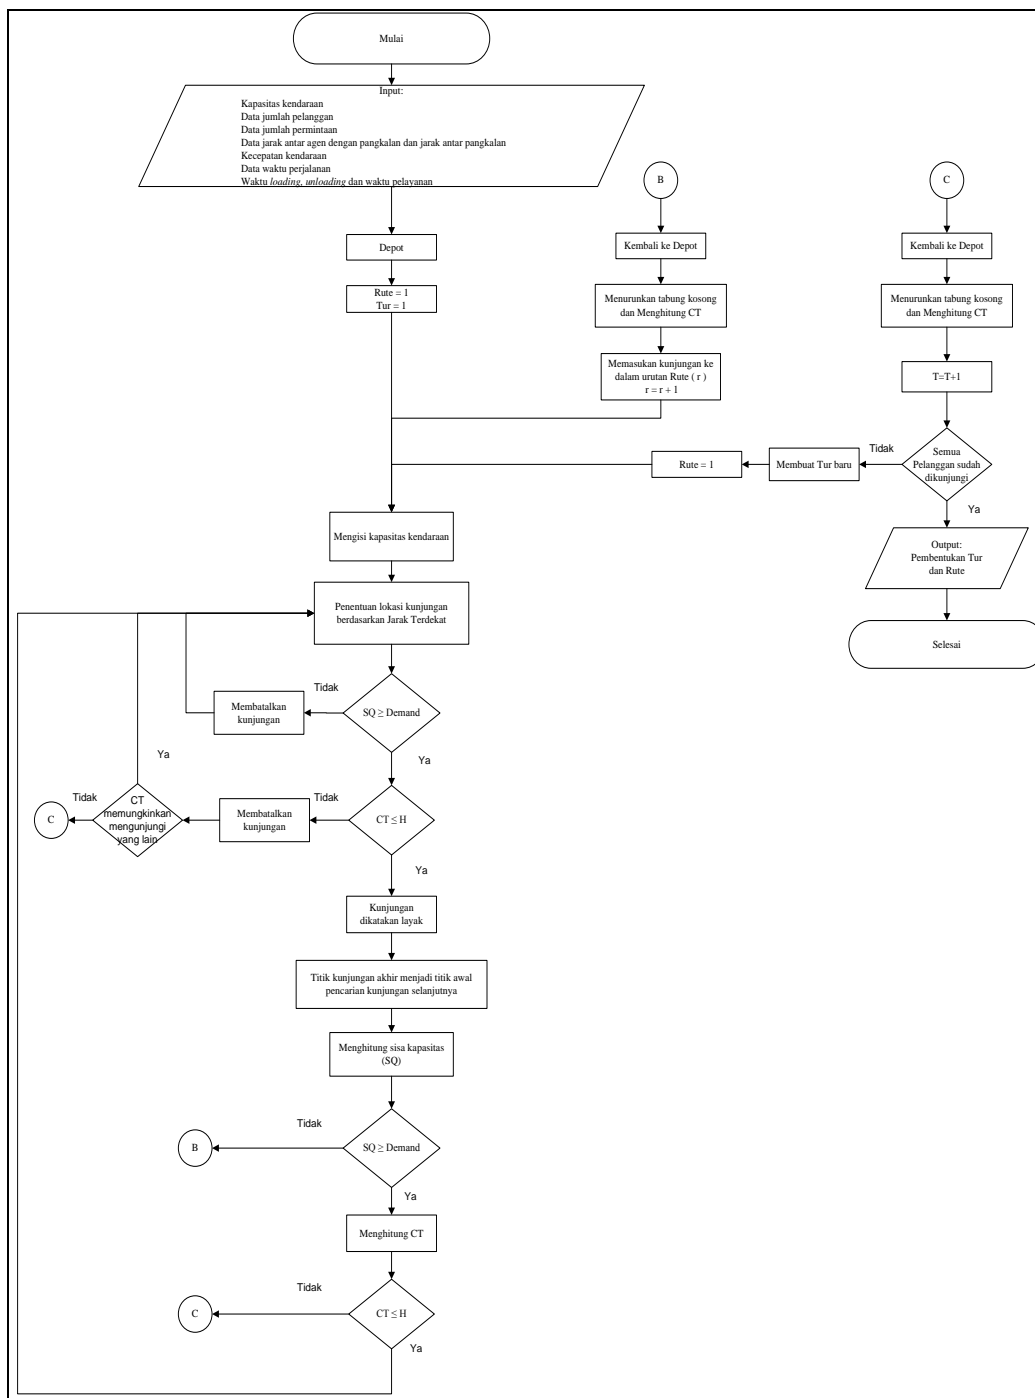 Mulai
Input:
Kapasitas kendaraan
Data jumlah pelanggan
Data jumlah permintaan
Data jarak antar agen dengan pangkalan dan jarak antar pangkalan
Kecepatan kendaraan
Data waktu perjalanan
Waktu loading, unloading dan waktu pelayanan
Depot
Rute = 1
Tur = 1
B
Kembali ke Depot
Menurunkan tabung kosong
dan Menghitung CT
Memasukan kunjungan ke
dalam urutan Rute ( r )
r = r + 1
C
Kembali ke Depot
Menurunkan tabung kosong
dan Menghitung CT
T=T+1
Semua
Pelanggan sudah
dikunjungi
Tidak
Membuat Tur baru
Rute = 1
Ya
Output:
Pembentukan Tur
dan Rute
Selesai
Mengisi kapasitas kendaraan
Penentuan lokasi kunjungan
berdasarkan Jarak Terdekat
SQ ≥ Demand
Tidak
Membatalkan
kunjungan
Ya
CT ≤ H
Tidak
Membatalkan
kunjungan
CT
memungkinkan
mengunjungi
yang lain
Ya
Tidak
C
Ya
Kunjungan
dikatakan layak
Titik kunjungan akhir menjadi titik awal
pencarian kunjungan selanjutnya
Menghitung sisa kapasitas
(SQ)
SQ ≥ Demand
Tidak
B
Ya
Menghitung CT
CT ≤ H
Tidak
C
Ya